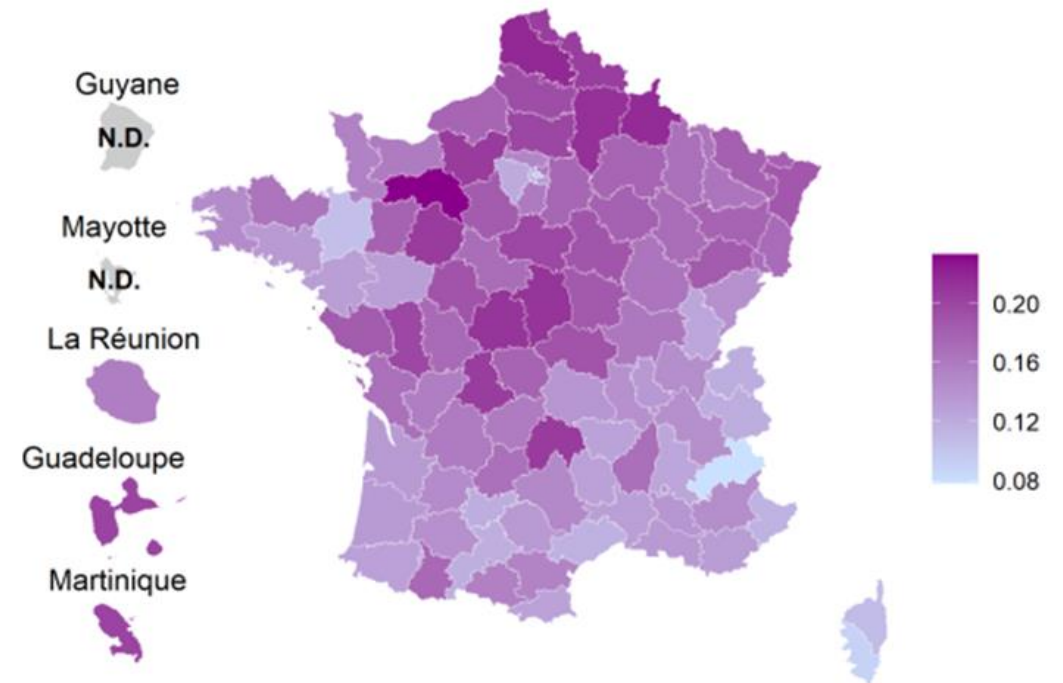 Guyane
N.D.
Mayotte
N.D.
La Réunion
Guadeloupe
Martinique
0.20
0.16
0.12
0.08